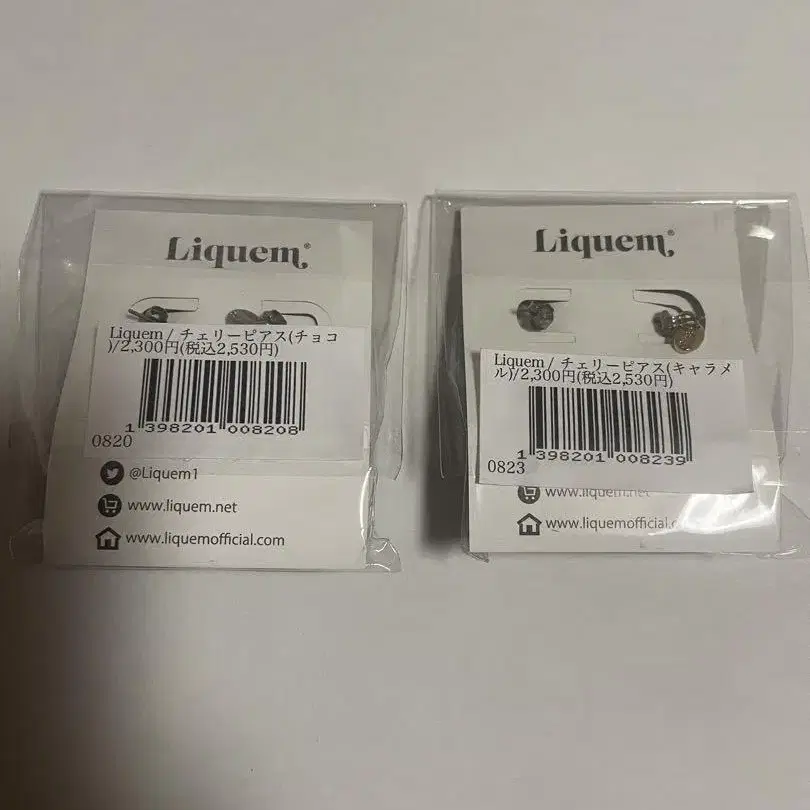 Liquem®
Liquem / チェリーピアス(チョコ
)/2,300円(税込2,530円)
1 398201 008208
0820
@Liquem1
www.liquem.net
www.liquemofficial.com
Liquem®
Liquem / チェリーピアス(キャラメ
ル)/2,300円(税込2,530円)
1 398201 008239
0823
www.liquem.net
www.liquemofficial.c